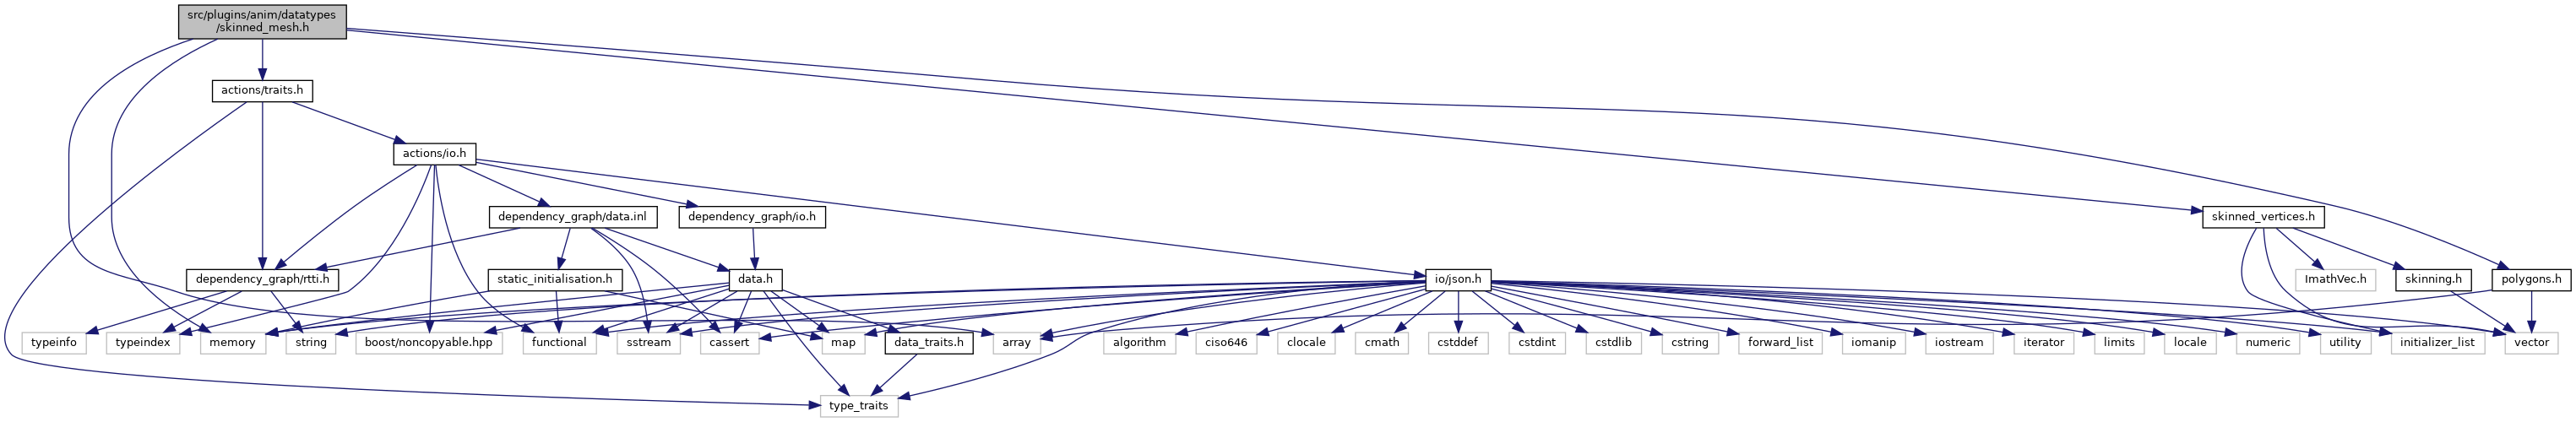 src/plugins/anim/datatypes
/skinned_mesh.h
actions/traits.h
actions/io.h
dependency_graph/data.inl
dependency_graph/io.h
skinned_vertices.h
dependency_graph/rtti.h
static_initialisation.h
data.h
io/json.h
ImathVec.h
skinning.h
polygons.h
typeinfo
typeindex
memory
string
boost/noncopyable.hpp
functional
sstream
cassert
map
data_traits.h
array
algorithm
ciso646
clocale
cmath
cstddef
cstdint
cstdlib
cstring
forward_list
iomanip
iostream
iterator
limits
locale
numeric
utility
initializer_list
vector
type_traits